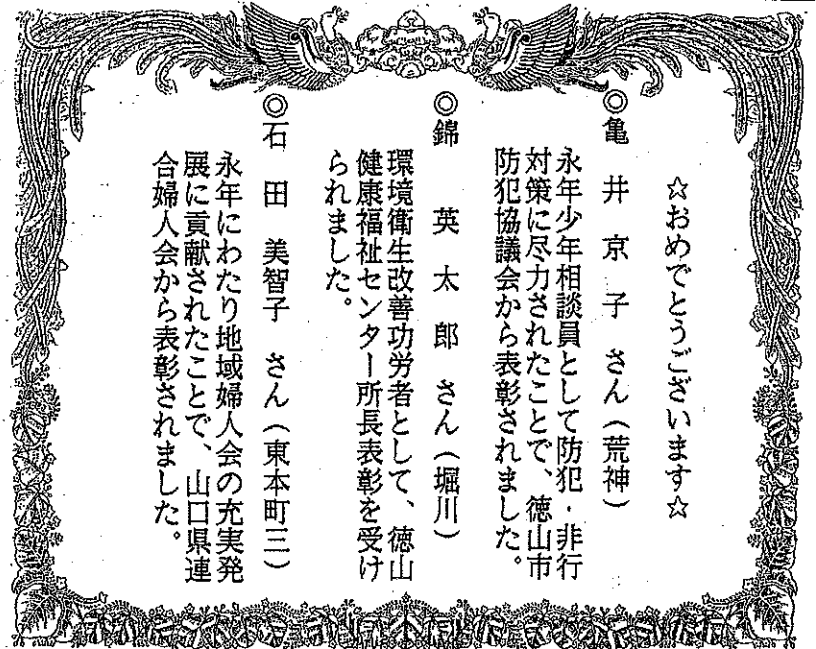 ☆おめでとうございます☆
◎亀井京子さん(荒神)
永年少年相談員として防犯・非行
対策に尽力されたことで、徳山市
防犯協議会から表彰されました。
◎錦英太郎さん(堀川)
環境衛生改善功労者として、徳山
健康福祉センター所長表彰を受け
られました。
◎石田美智子さん(東本町三)
永年にわたり地域婦人会の充実発
展に貢献されたことで、山口県連
合婦人会から表彰されました。